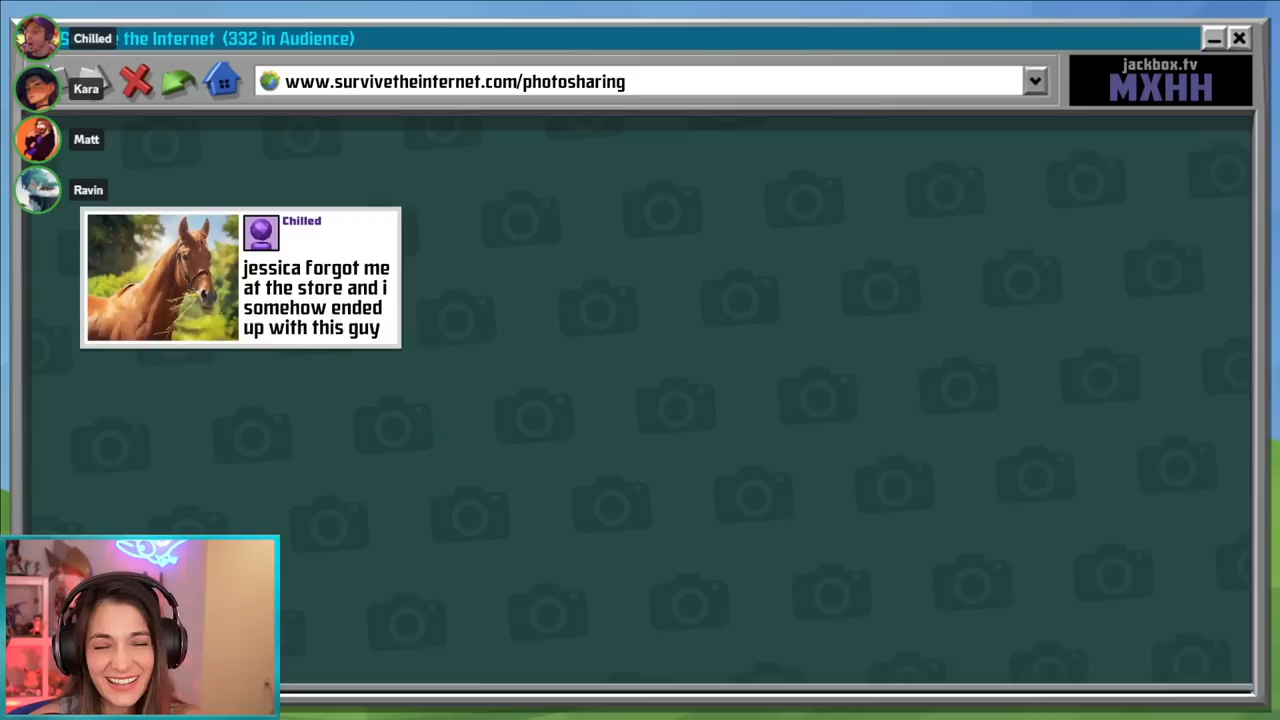 Chilled
the Internet (332 in Audience)
Kara
www.survivetheinternet.com/photosharing
jackbox.tv
MXHH
Matt
Ravin
Chilled
jessica forgot me
at the store and i
somehow ended
up with this guy